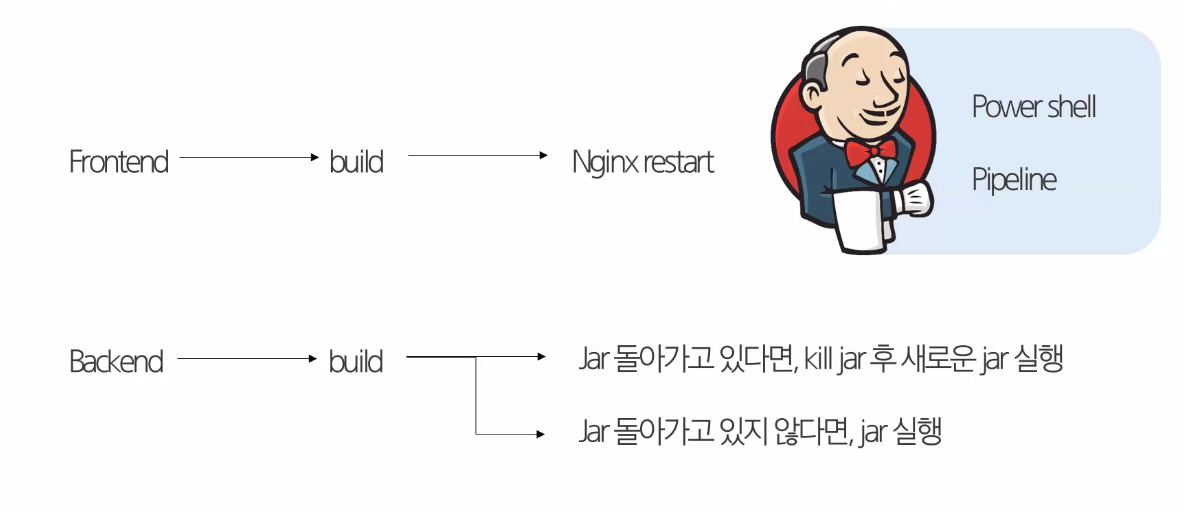 Power shell
Frontend
build
Nginx restart
Pipeline
Backend
build
Jar 돌아가고 있다면, kill jar 후 새로운 jar 실행
Jar 돌아가고 있지 않다면, jar 실행